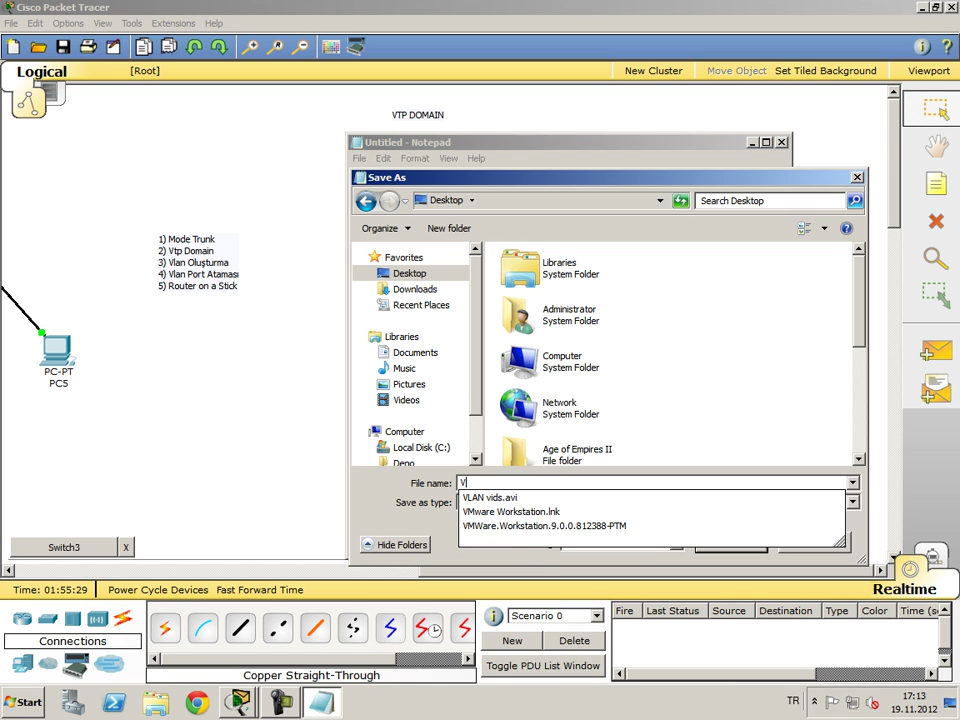 Cisco Packet Tracer
File Edit Options View Tools Extensions Help
Logical [Root] New Cluster Move Object Set Tiled Background Viewport
VTP DOMAIN
Untitled - Notepad
File Edit Format View Help
Save As
Desktop
Search Desktop
Organize New folder
Favorites
Desktop
Downloads
Recent Places
Libraries
Documents
Music
Pictures
Videos
Computer
Local Disk (C:)
Deno
Libraries
System Folder
Administrator
System Folder
Computer
System Folder
Network
System Folder
Age of Empires II
File folder
File name: V
Save as type:
VLAN vids.avi
VMware Workstation.lnk
VMWare.Workstation.9.0.0.812388-PTM
Hide Folders
1) Mode Trunk
2) Vtp Domain
3) Vlan Oluşturma
4) Vlan Port Ataması
5) Router on a Stick
PC-PT
PC5
Switch3 X
Time: 01:55:29 Power Cycle Devices Fast Forward Time Realtime
Connections
Copper Straight-Through
Scenario 0
New Delete
Toggle PDU List Window
Fire Last Status Source Destination Type Color Time (se
Start TR 17:13
19.11.2012